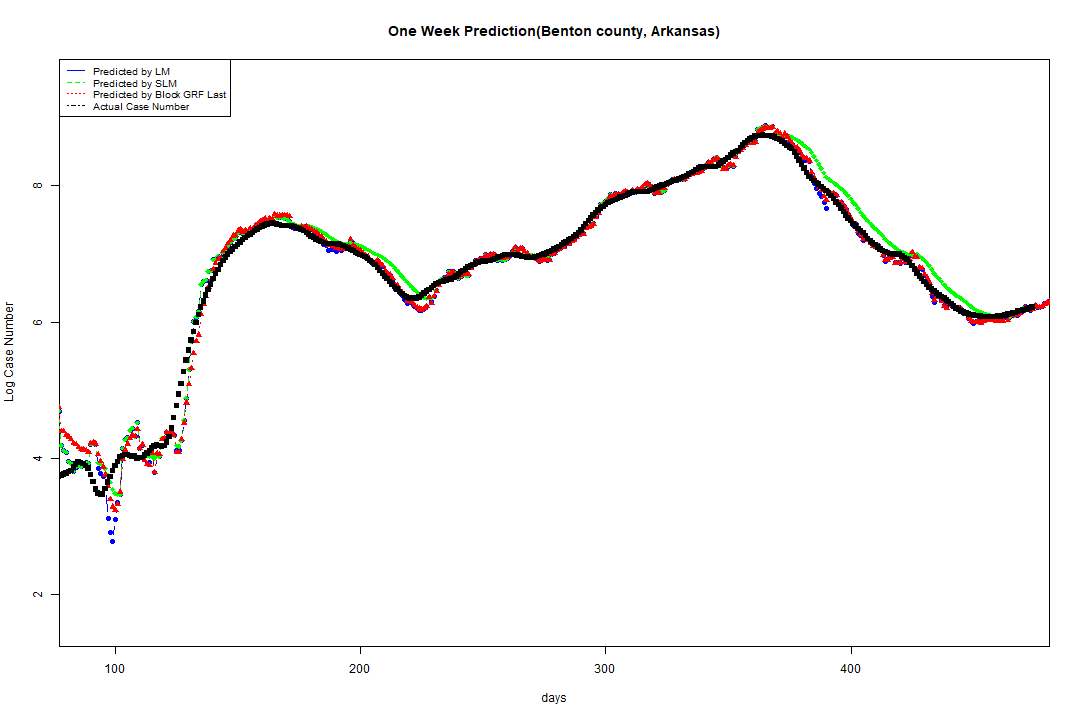 One Week Prediction(Benton county, Arkansas)
Predicted by LM
Predicted by SLM
Predicted by Block GRF Last
Actual Case Number
Log Case Number
8
6
4
2
100 200 300 400
days